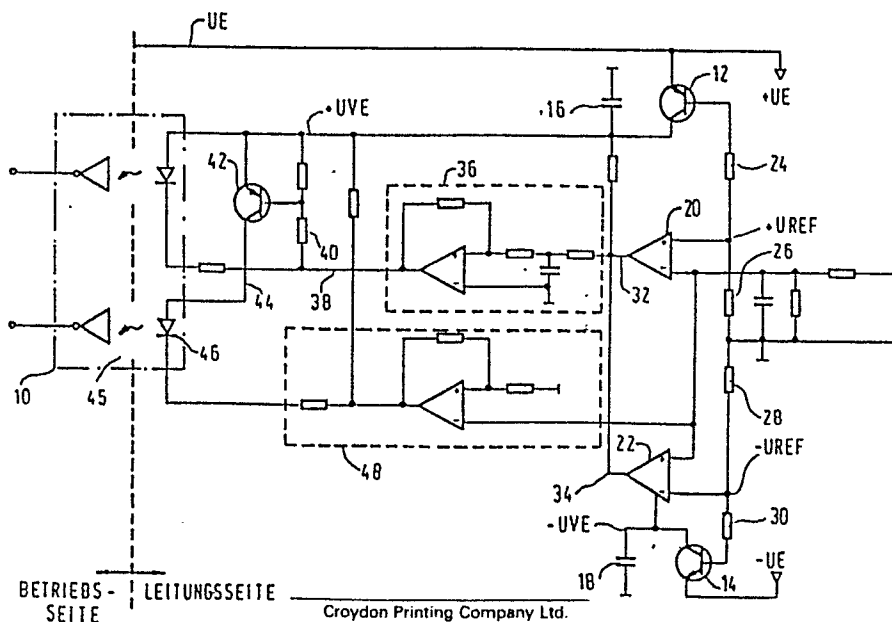 UE
12
+UE
+UVE
16
24
42
36
20
+UREF
26
40
38
32
44
46
28
10
45
48
22
-UREF
34
30
-UVE
-UE
18
14
BETRIEBS-
SEITE
LEITUNGSSEITE
Croydon Printing Company Ltd.